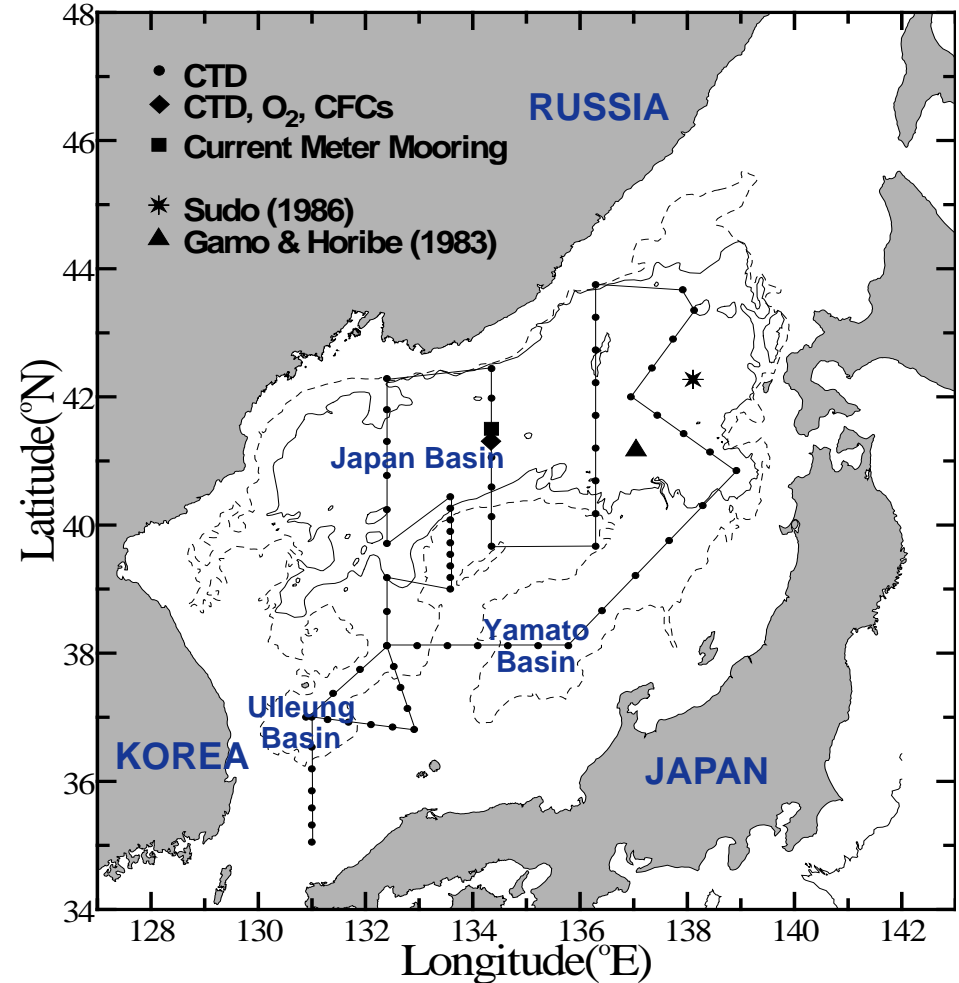 48
46
44
42
40
38
36
34
Latitude(°N)
CTD
CTD, O₂, CFCs
Current Meter Mooring
Sudo (1986)
Gamo & Horibe (1983)
RUSSIA
Japan Basin
Yamato
Basin
Ulleung
Basin
KOREA
JAPAN
128 130 132 134 136 138 140 142
Longitude(°E)